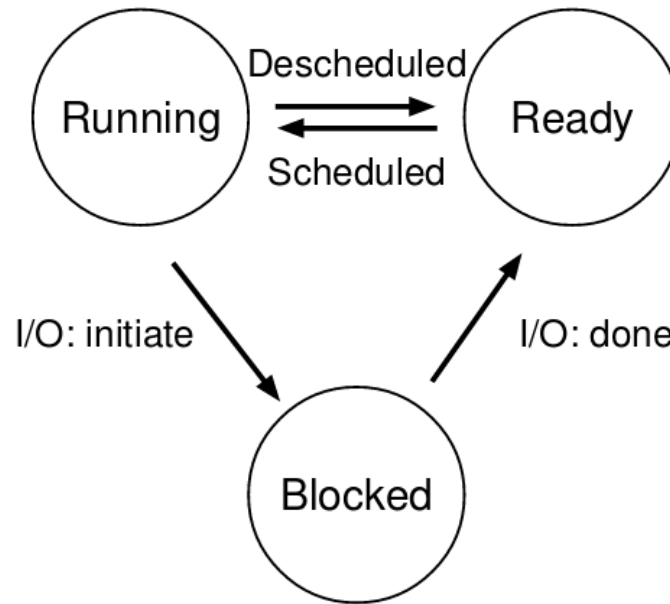 Descheduled
Running
Ready
Scheduled
I/O: initiate
I/O: done
Blocked